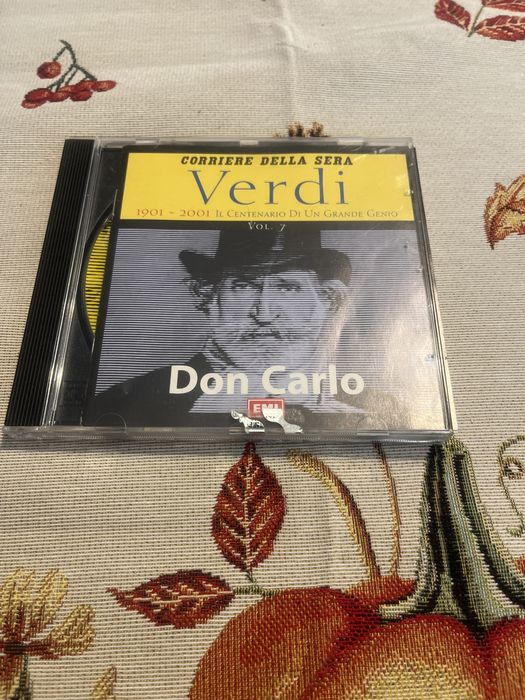 CORRIERE DELLA SERA
Verdi
1901 ~ 2001 IL CENTENARIO DI UN GRANDE GENIO
VOL. 7
Don Carlo
EMI